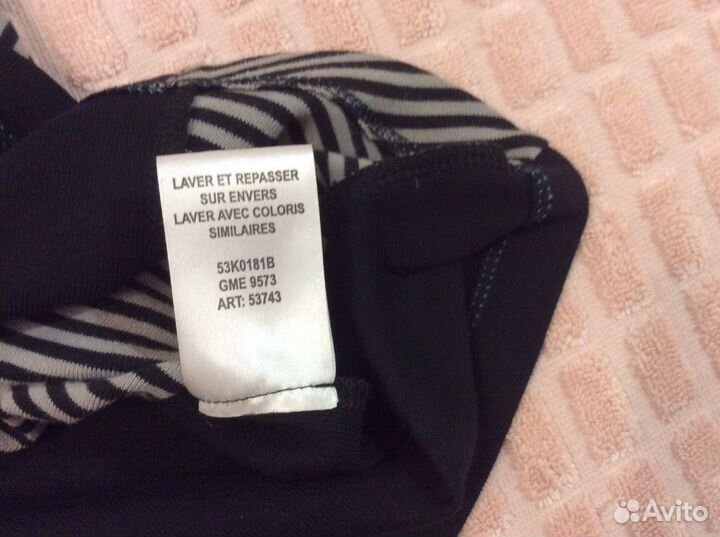 LAVER ET REPASSER
SUR ENVERS
LAVER AVEC COLORIS
SIMILAIRES
53K0181B
GME 9573
ART: 53743
Avito